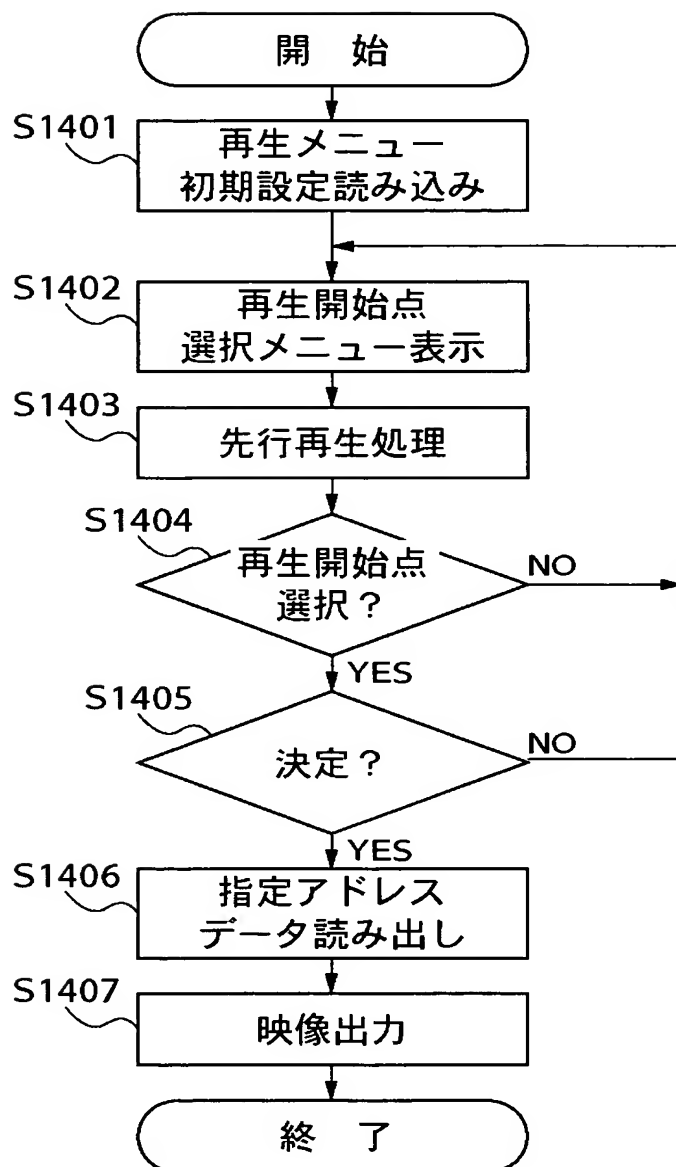 開 始
S1401
再生メニュー
初期設定読み込み
S1402
再生開始点
選択メニュー表示
S1403
先行再生処理
S1404
再生開始点
選択？
NO
YES
S1405
決定？
NO
YES
S1406
指定アドレス
データ読み出し
S1407
映像出力
終 了